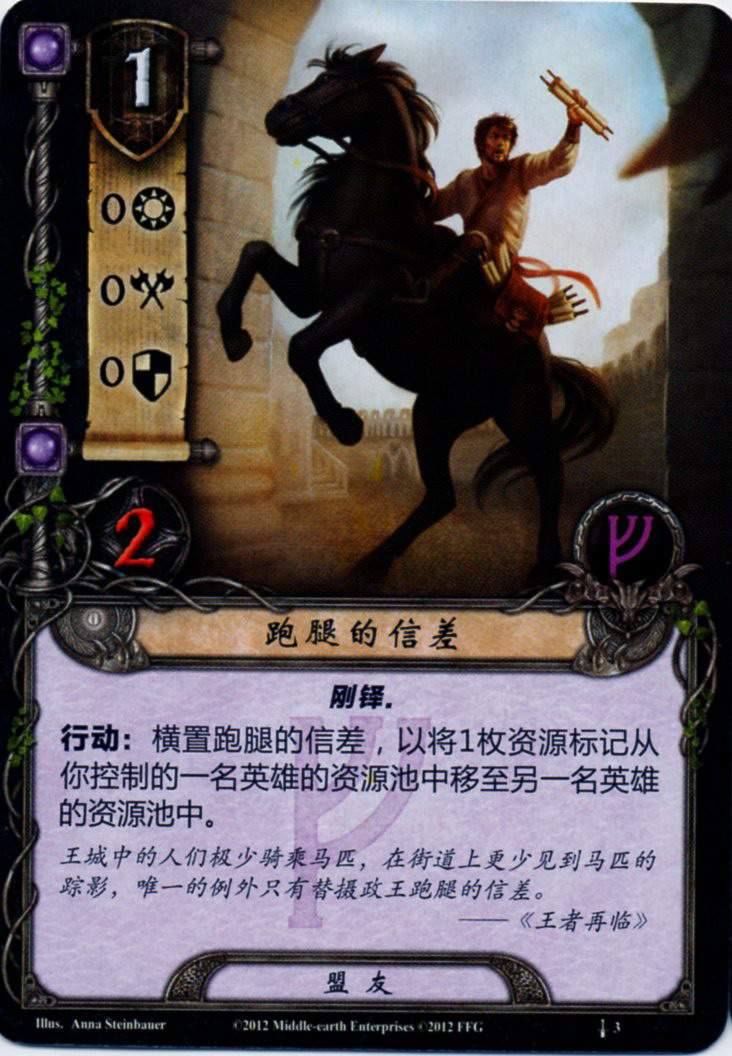 1
0
0
0
2
跑腿的信差
刚铎.
行动：横置跑腿的信差，以将1枚资源标记从
你控制的一名英雄的资源池中移至另一名英雄
的资源池中。
王城中的人们极少骑乘马匹，在街道上更少见到马匹的
踪影，唯一的例外只有替摄政王跑腿的信差。
——《王者再临》
盟友
Illus. Anna Steinbauer ©2012 Middle-earth Enterprises ©2012 FFG 3